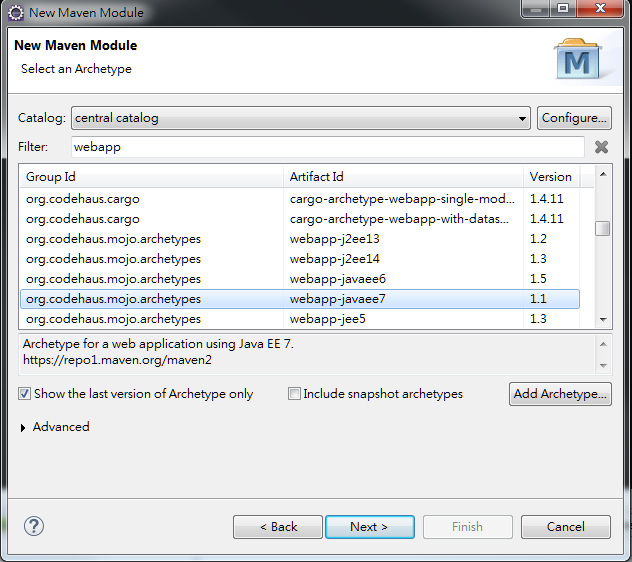 New Maven Module
New Maven Module
Select an Archetype
M
Catalog: central catalog Configure...
Filter: webapp
Group Id Artifact Id Version
org.codehaus.cargo cargo-archetype-webapp-single-mod... 1.4.11
org.codehaus.cargo cargo-archetype-webapp-with-datas... 1.4.11
org.codehaus.mojo.archetypes webapp-j2ee13 1.2
org.codehaus.mojo.archetypes webapp-j2ee14 1.3
org.codehaus.mojo.archetypes webapp-javaee6 1.5
org.codehaus.mojo.archetypes webapp-javaee7 1.1
org.codehaus.mojo.archetypes webapp-jee5 1.3
Archetype for a web application using Java EE 7.
https://repo1.maven.org/maven2
Show the last version of Archetype only Include snapshot archetypes Add Archetype...
Advanced
? < Back Next > Finish Cancel